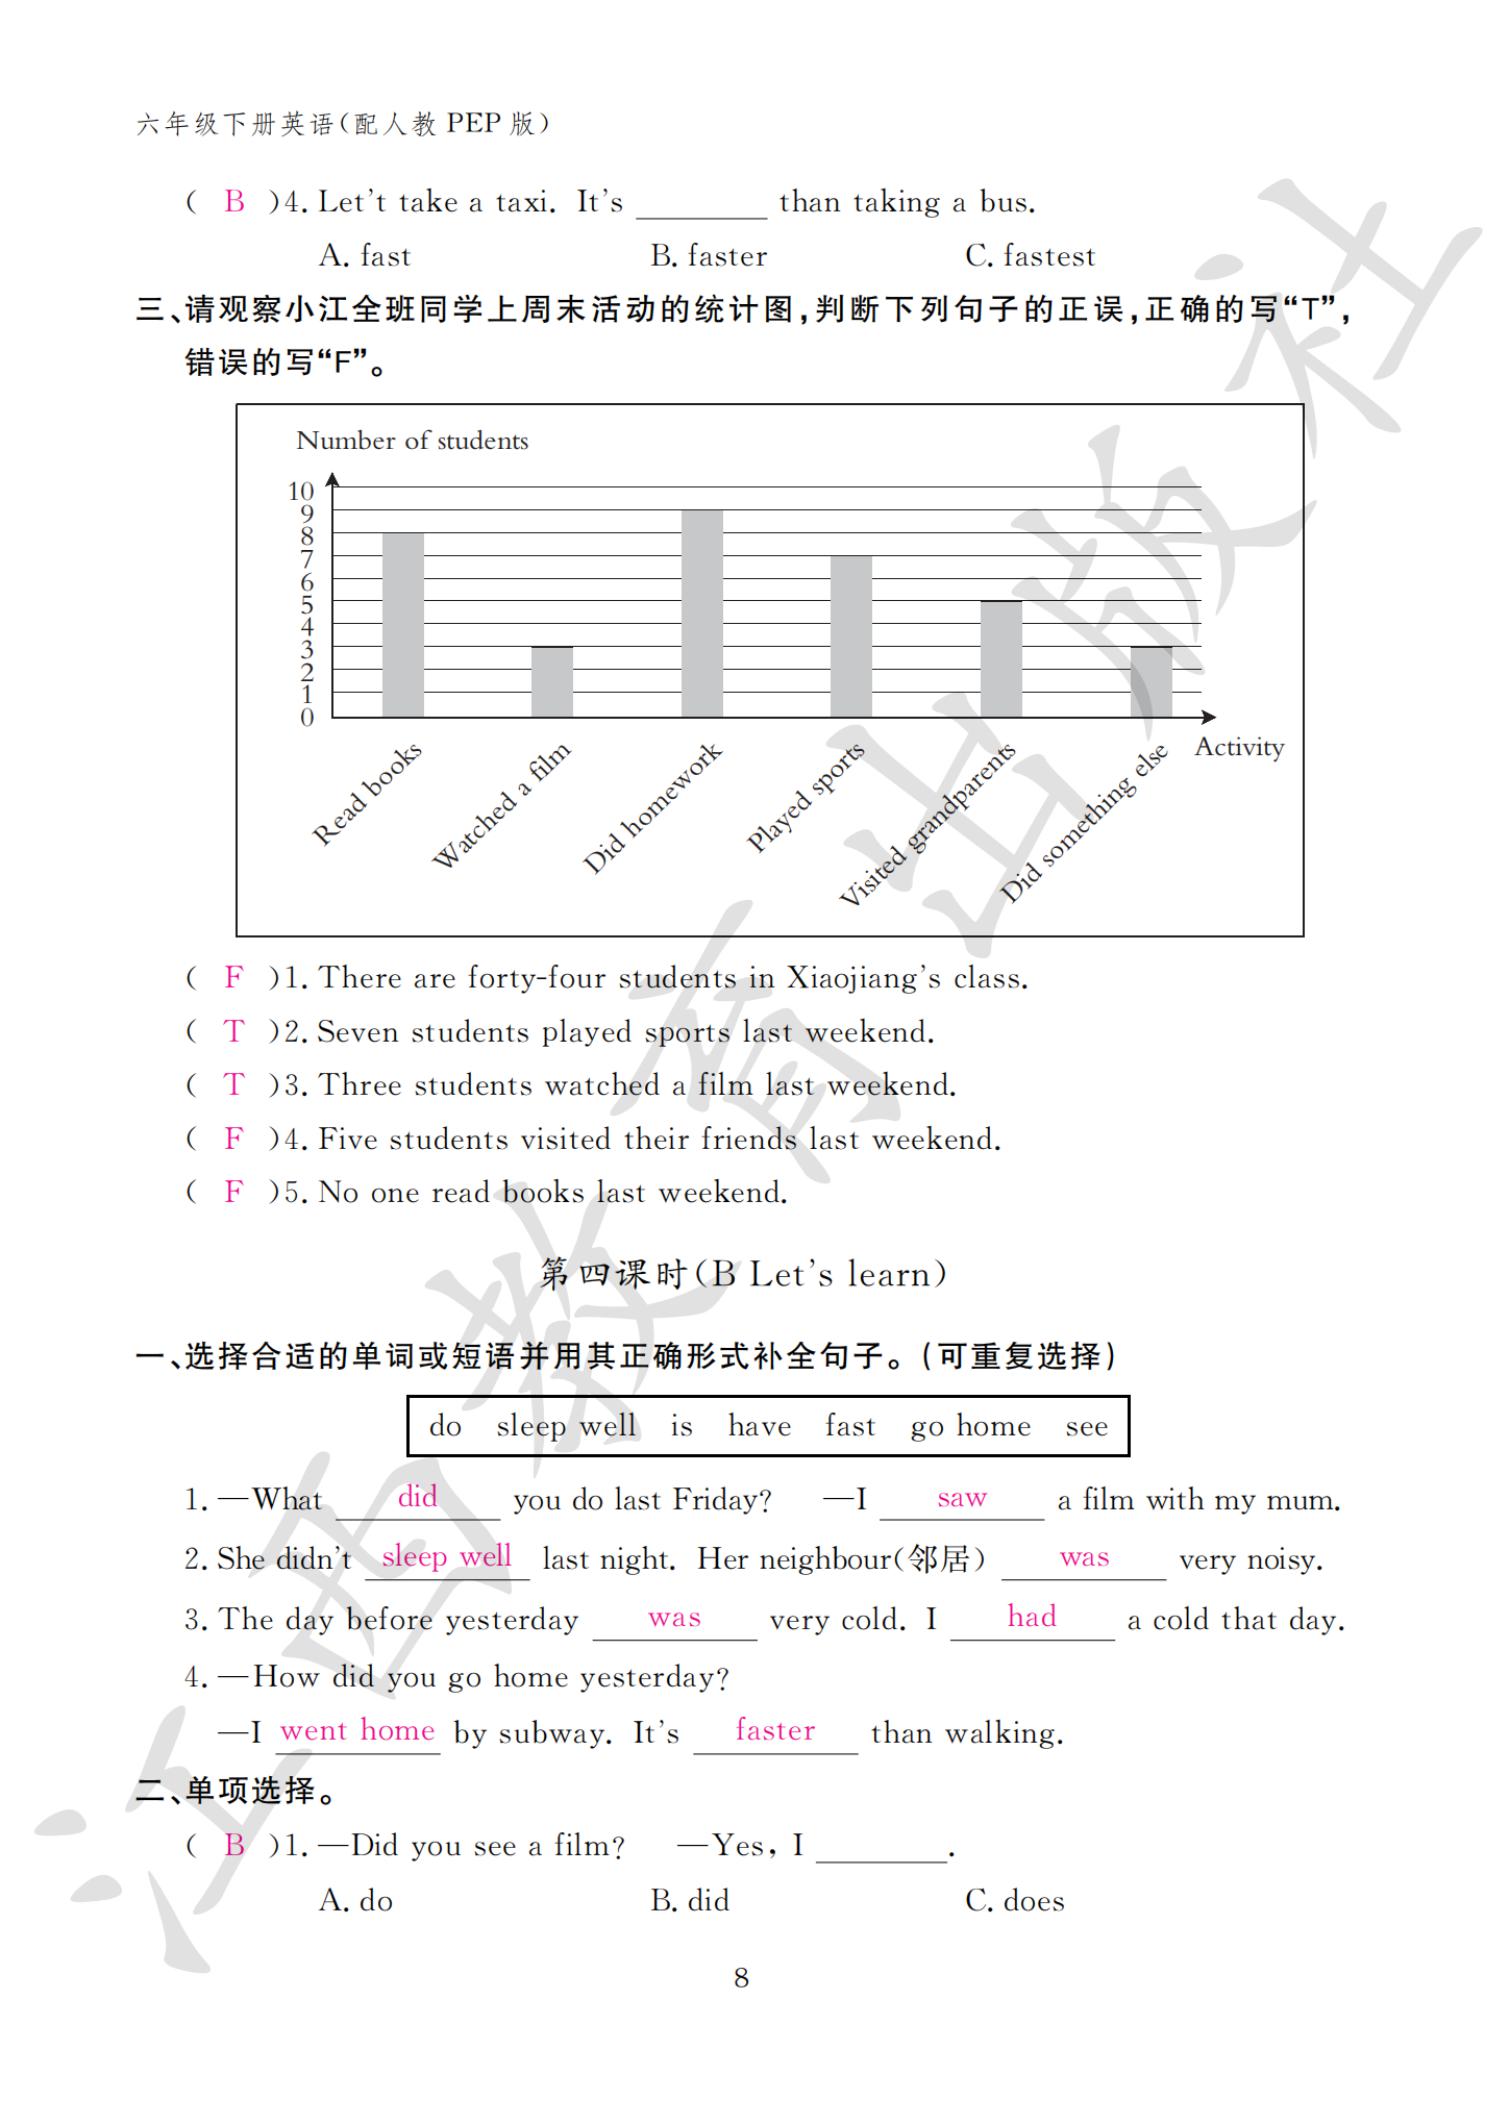 六年级下册英语(配人教 PEP 版)
( B )4. Let't take a taxi. It's ________ than taking a bus.
A. fast B. faster C. fastest
三、请观察小江全班同学上周末活动的统计图,判断下列句子的正误,正确的写“T”,
错误的写“F”。
Number of students
10
9
8
7
6
5
4
3
2
1
0
Read books
Watched a film
Did homework
Played sports
Visited grandparents
Did something else
Activity
( F )1. There are forty-four students in Xiaojiang's class.
( T )2. Seven students played sports last weekend.
( T )3. Three students watched a film last weekend.
( F )4. Five students visited their friends last weekend.
( F )5. No one read books last weekend.
第四课时(B Let's learn)
一、选择合适的单词或短语并用其正确形式补全句子。(可重复选择)
do sleep well is have fast go home see
1. —What did you do last Friday? —I saw a film with my mum.
2. She didn't sleep well last night. Her neighbour(邻居) was very noisy.
3. The day before yesterday was very cold. I had a cold that day.
4. —How did you go home yesterday?
—I went home by subway. It's faster than walking.
二、单项选择。
( B )1. —Did you see a film? —Yes, I ________.
A. do B. did C. does
8
江西教育出版社